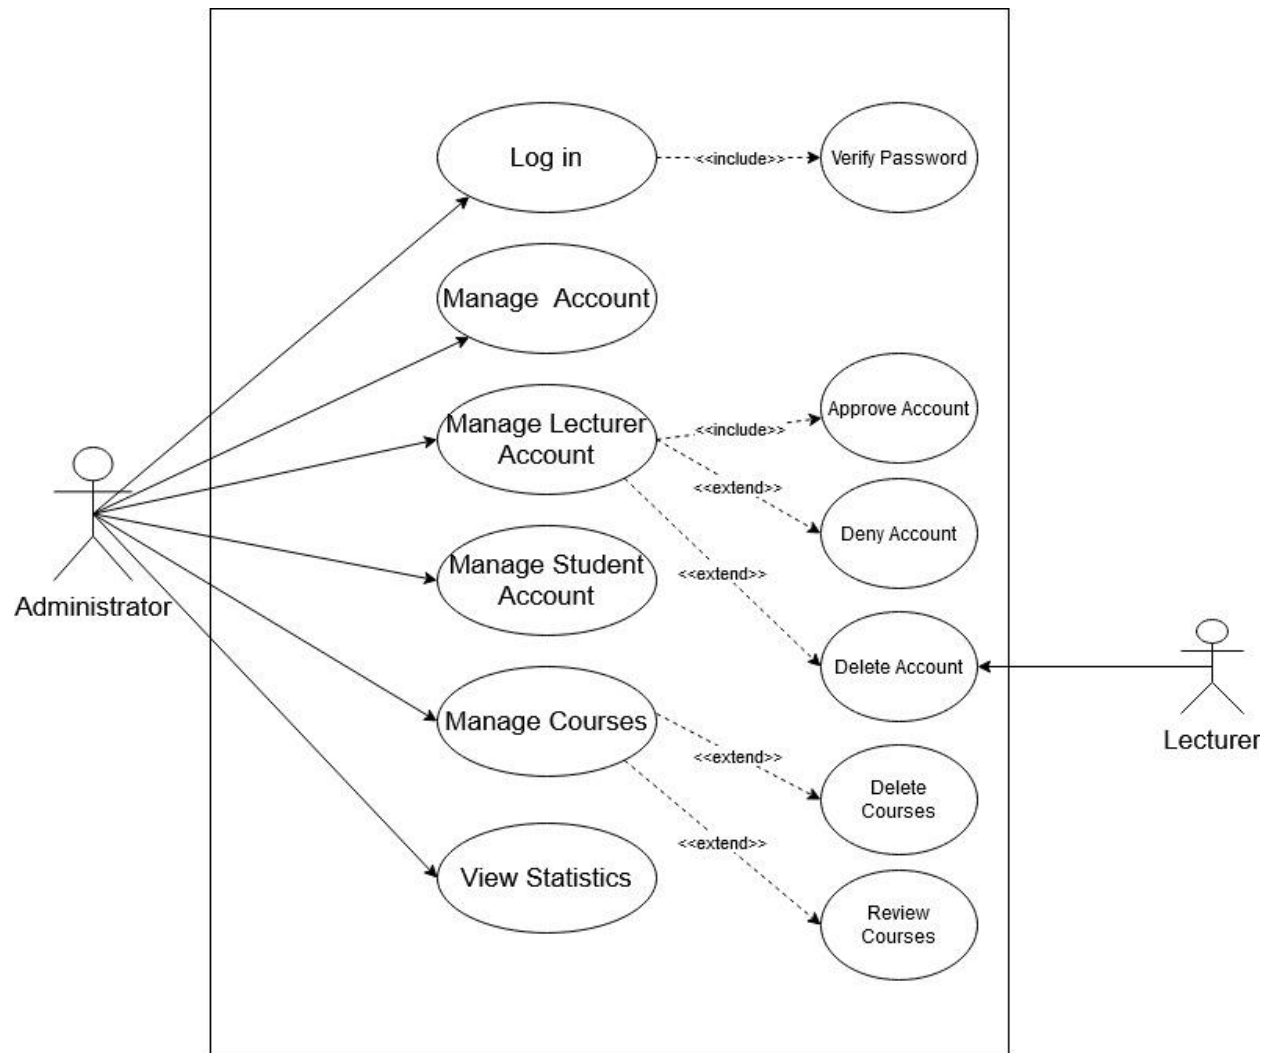 Log in
<<include>>
Verify Password
Manage  Account
Manage Lecturer
Account
<<include>>
Approve Account
<<extend>>
Deny Account
<<extend>>
Manage Student
Account
Administrator
Delete Account
Lecturer
Manage Courses
<<extend>>
Delete
Courses
<<extend>>
View Statistics
Review
Courses